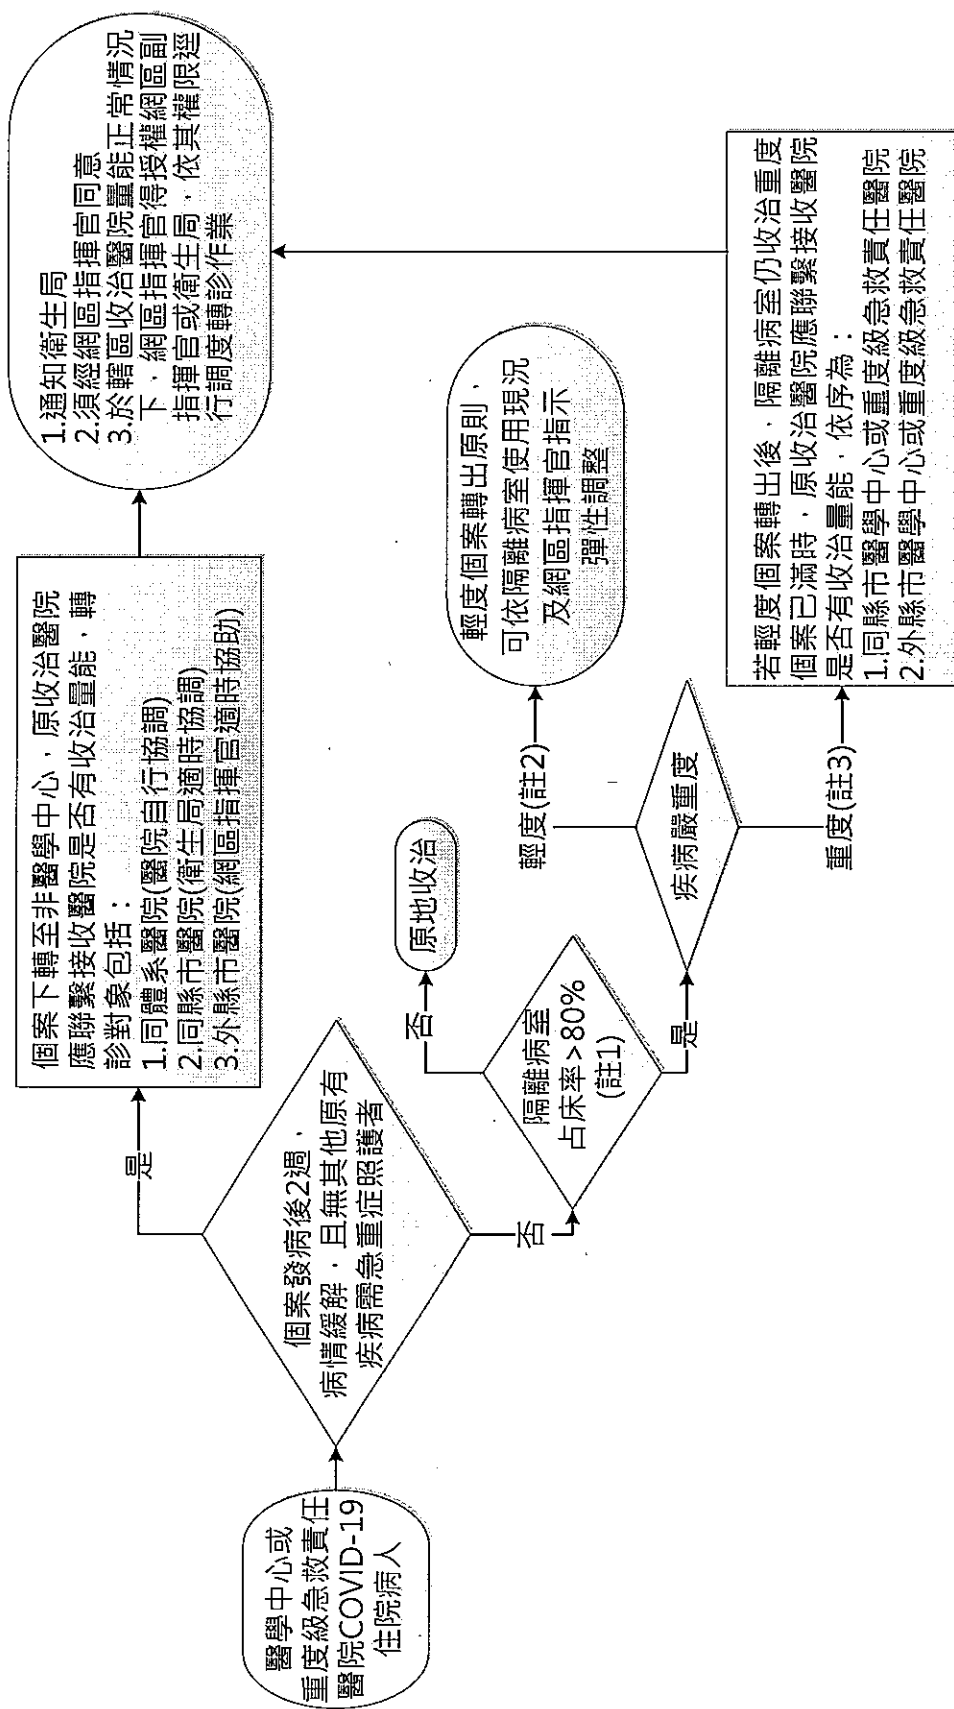 醫學中心或
重度級急救責任
醫院COVID-19
住院病人
個案發病後2週，
病情緩解，且無其他原有
疾病需急重症照護者
是
個案下轉至非醫學中心，原收治醫院
應聯繫接收醫院是否有收治量能，轉
診對象包括：
1.同體系醫院(醫院自行協調)
2.同縣市醫院(衛生局適時協調)
3.外縣市醫院(網區指揮官適時協助)
1.通知衛生局
2.須經網區指揮官同意
3.於轄區收治醫院量能正常情況
下，網區指揮官得授權網區副
指揮官或衛生局，依其權限逕
行調度轉診作業
否
隔離病室
占床率>80%
(註1)
否
原地收治
是
疾病嚴重度
輕度(註2)
輕度個案轉出原則，
可依隔離病室使用現況
及網區指揮官指示
彈性調整
重度(註3)
若輕度個案轉出後，隔離病室仍收治重度
個案已滿時，原收治醫院應聯繫接收醫院
是否有收治量能，依序為：
1.同縣市醫學中心或重度級急救責任醫院
2.外縣市醫學中心或重度級急救責任醫院